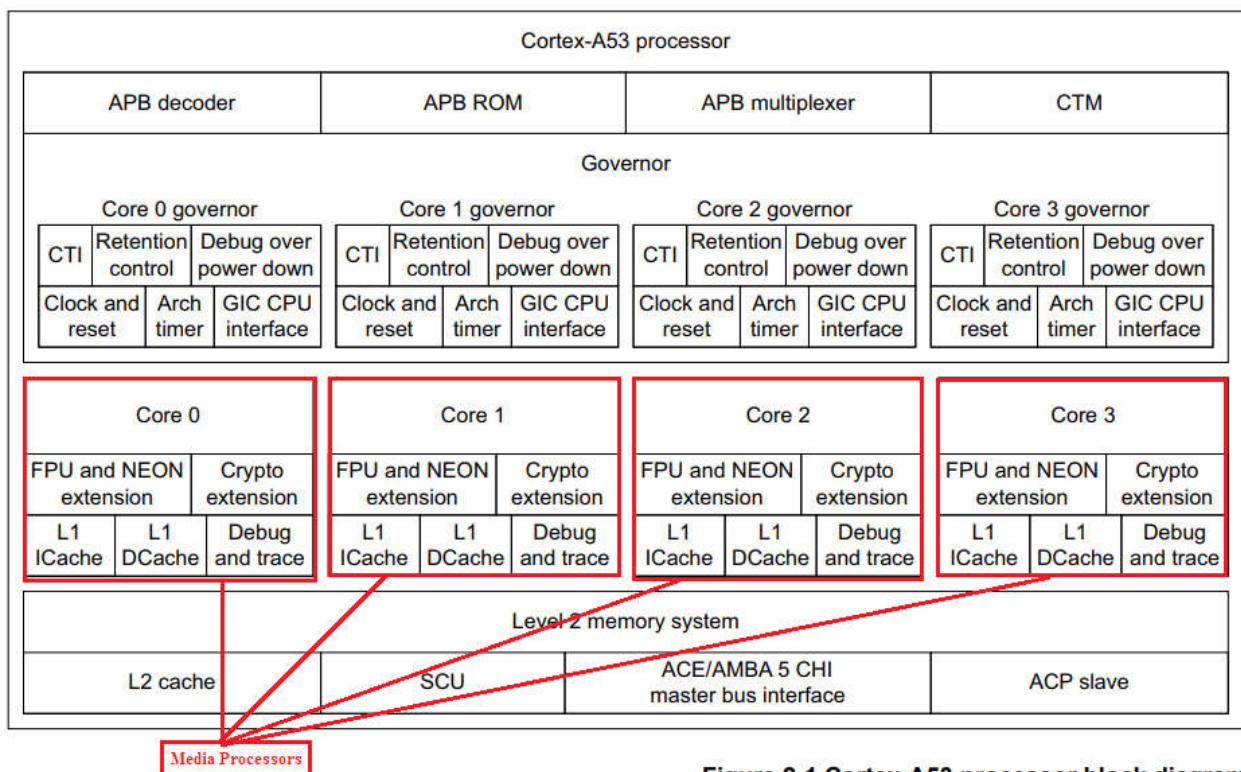 Cortex-A53 processor
APB decoder
APB ROM
APB multiplexer
CTM
Governor
Core 0 governor
Core 1 governor
Core 2 governor
Core 3 governor
CTI
Retention
control
Debug over
power down
CTI
Retention
control
Debug over
power down
CTI
Retention
control
Debug over
power down
CTI
Retention
control
Debug over
power down
Clock and
reset
Arch
timer
GIC CPU
interface
Clock and
reset
Arch
timer
GIC CPU
interface
Clock and
reset
Arch
timer
GIC CPU
interface
Clock and
reset
Arch
timer
GIC CPU
interface
Core 0
Core 1
Core 2
Core 3
FPU and NEON
extension
Crypto
extension
FPU and NEON
extension
Crypto
extension
FPU and NEON
extension
Crypto
extension
FPU and NEON
extension
Crypto
extension
L1
ICache
L1
DCache
Debug
and trace
L1
ICache
L1
DCache
Debug
and trace
L1
ICache
L1
DCache
Debug
and trace
L1
ICache
L1
DCache
Debug
and trace
Level 2 memory system
L2 cache
SCU
ACE/AMBA 5 CHI
master bus interface
ACP slave
Media Processors